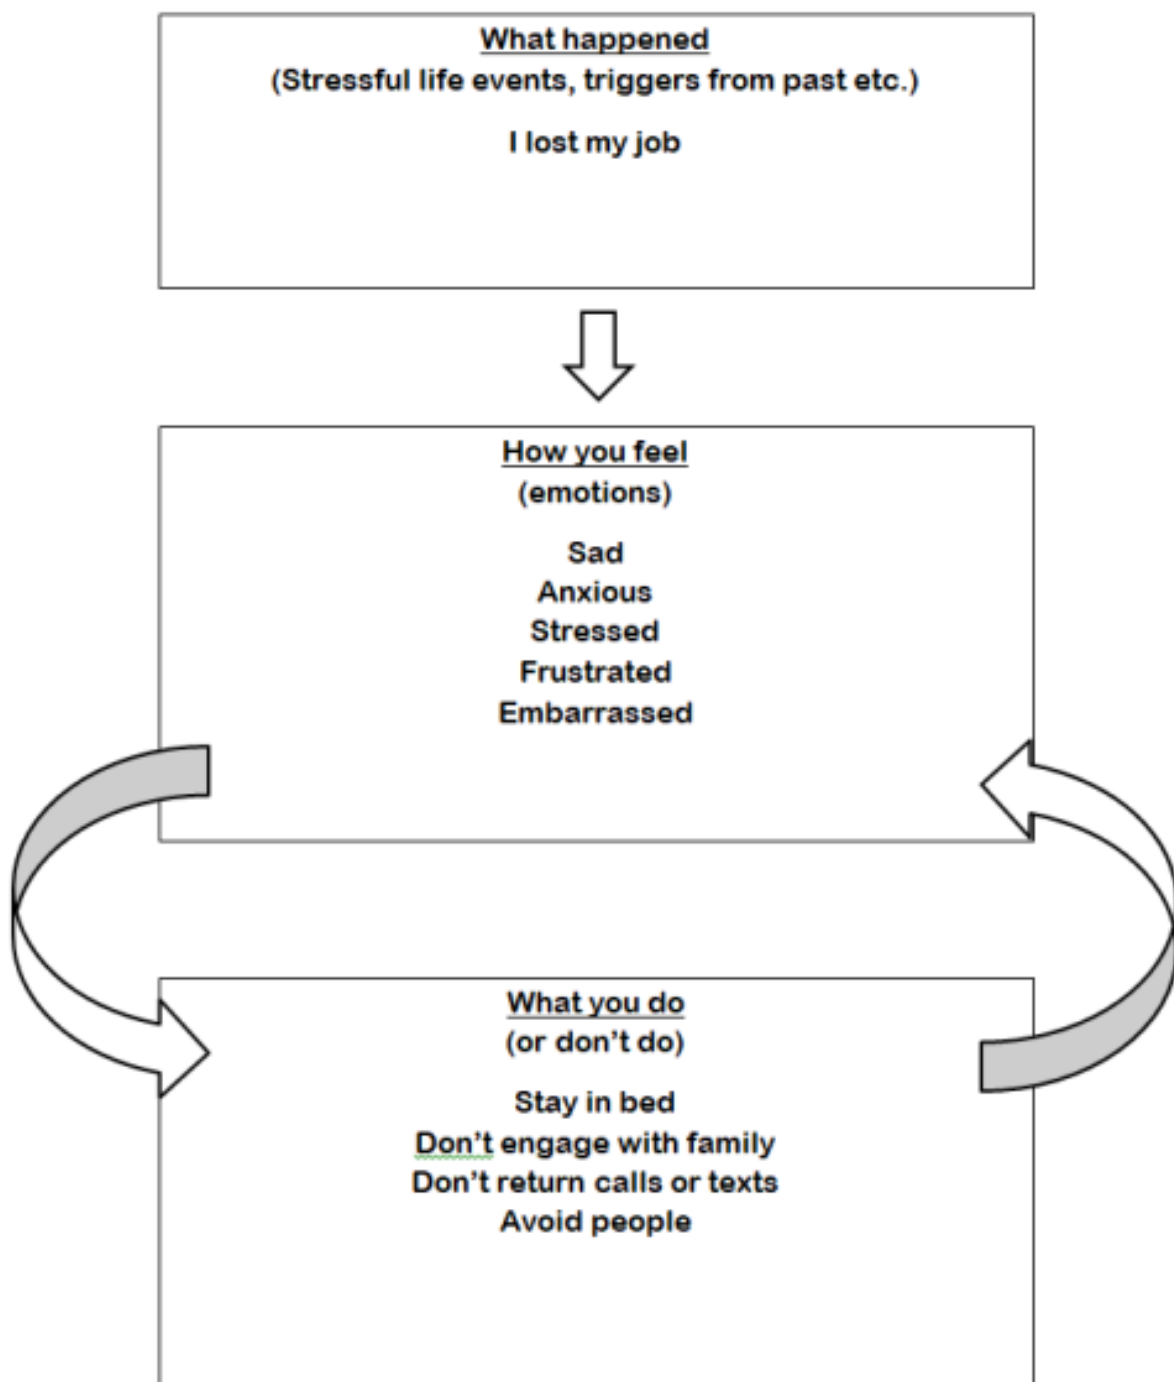 What happened
(Stressful life events, triggers from past etc.)
I lost my job
How you feel
(emotions)
Sad
Anxious
Stressed
Frustrated
Embarrassed
What you do
(or don’t do)
Stay in bed
Don’t engage with family
Don’t return calls or texts
Avoid people